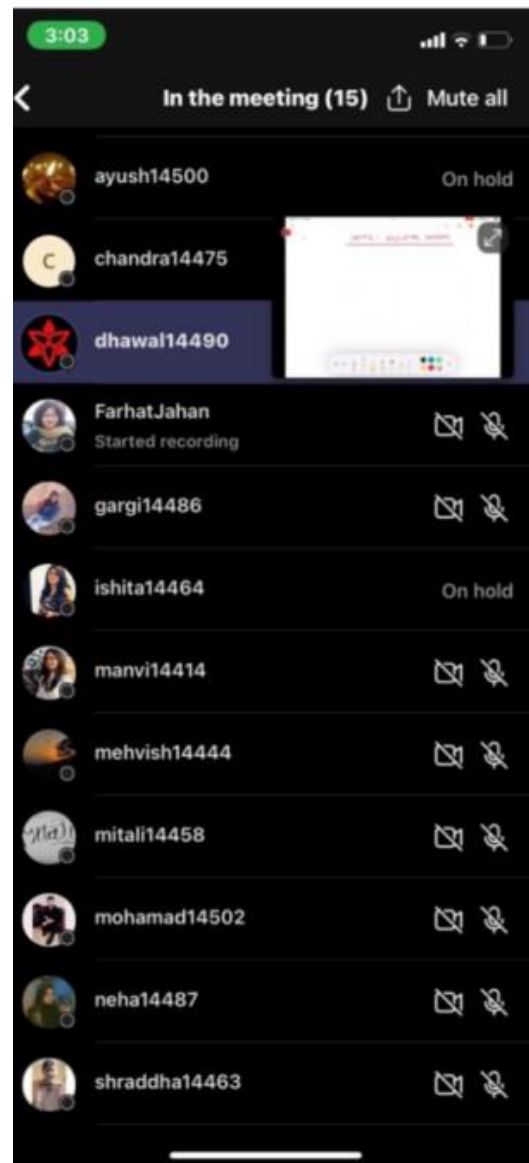 3:03
In the meeting (15) Mute all
ayush14500 On hold
C chandra14475
dhawal14490
FarhatJahan
Started recording
gargi14486
ishita14464 On hold
manvi14414
mehvish14444
mitali14458
mohamad14502
neha14487
shraddha14463